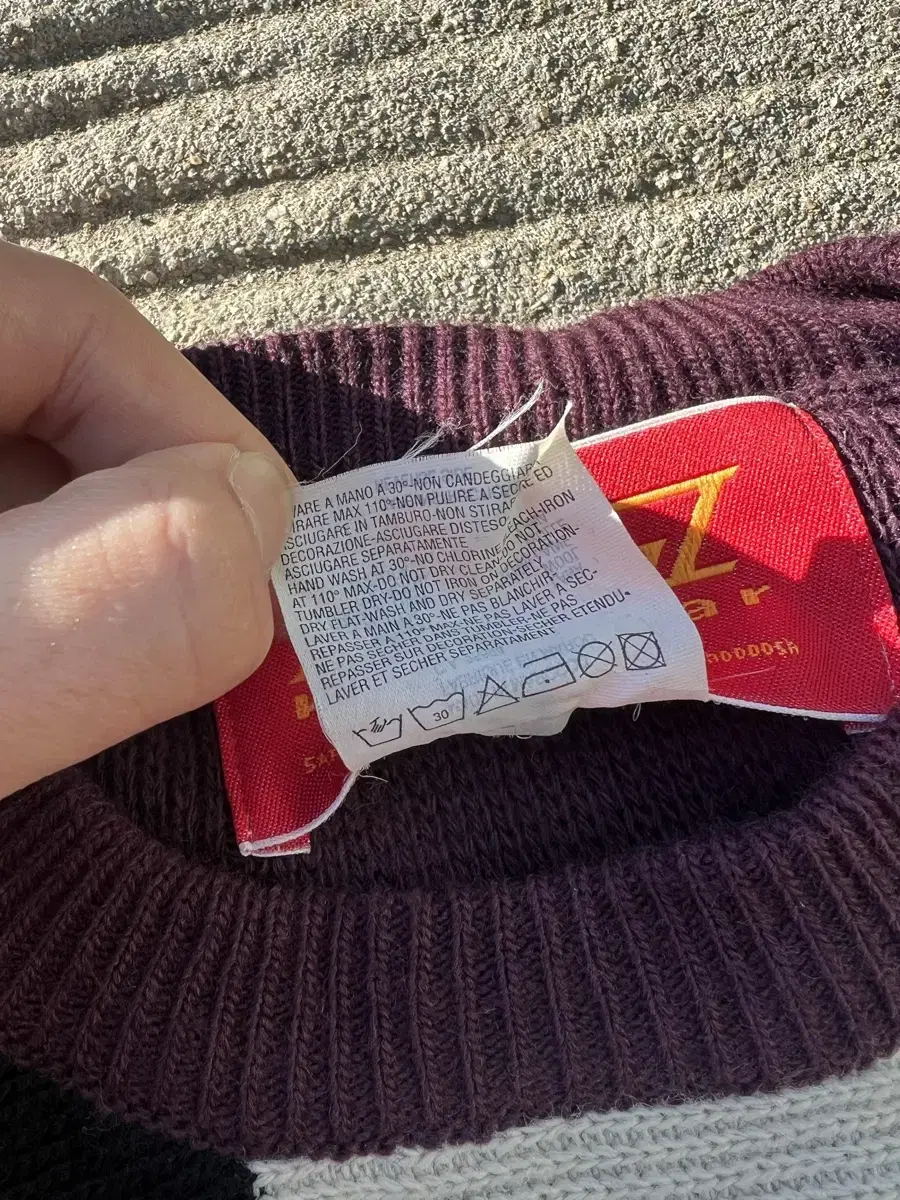 VARE A MANO A 30°-NON CANDEGGIARE
TIRARE MAX 110°-NON PULIRE A SECCO
ASCIUGARE IN TAMBURO-NON STIRARE ED
DECORAZIONE-ASCIUGARE DISTESO
ASCIUGARE SEPARATAMENTE
HAND WASH AT 30°-NO CHLORINE BLEACH-IRON
AT 110° MAX-DO NOT DRY CLEAN-DO NOT
TUMBLER DRY-DO NOT IRON ON DECORATION-
DRY FLAT-WASH AND DRY SEPARATELY
LAVER A MAIN A 30°-NE PAS BLANCHIR-
REPASSER A 110° MAX-NE PAS LAVER A SEC-
NE PAS SECHER DANS TUMBLER-NE PAS
REPASSER SUR DECORATION-SECHER ETENDU.
LAVER ET SECHER SEPAREMENT
30